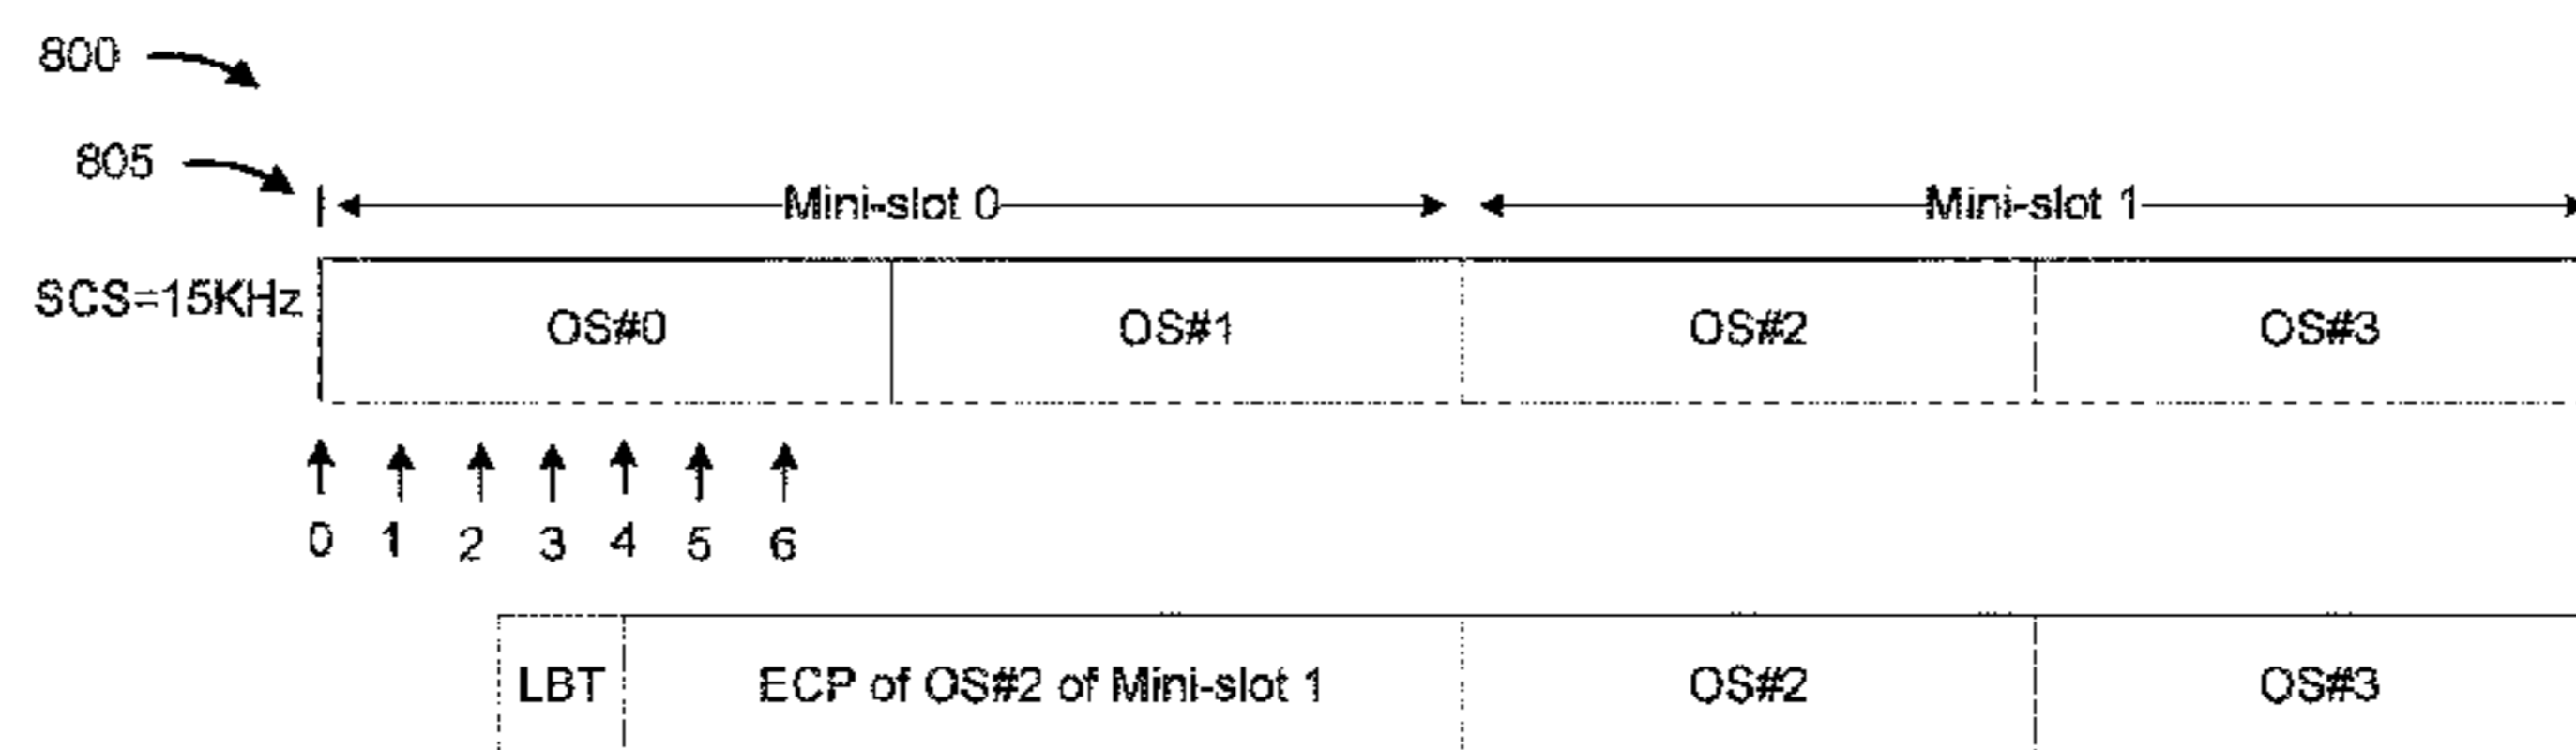 800
805
Mini-slot 0 Mini-slot 1
SCS=15KHz OS#0 OS#1 OS#2 OS#3
0 1 2 3 4 5 6
LBT ECP of OS#2 of Mini-slot 1 OS#2 OS#3